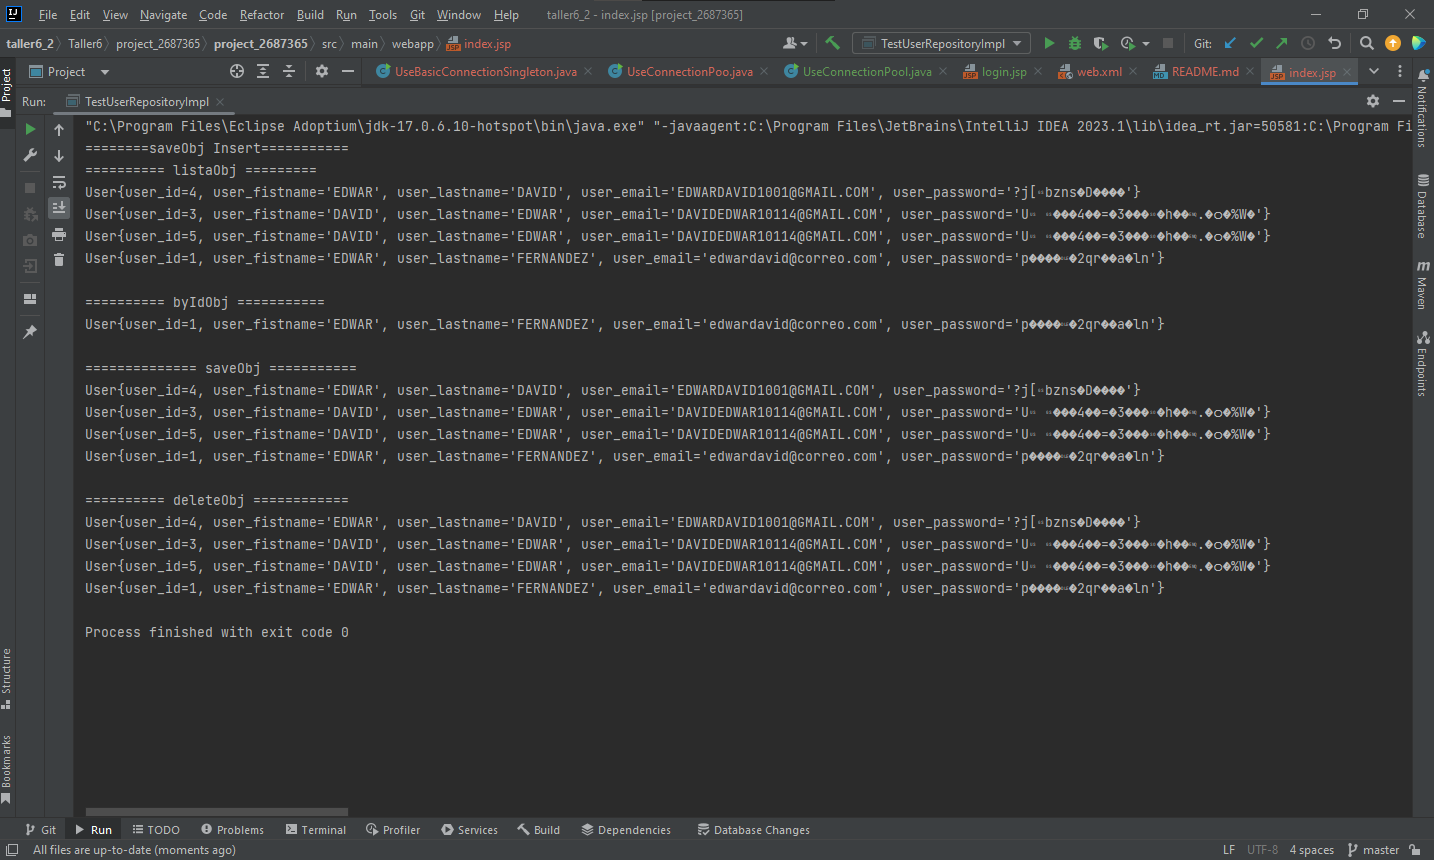 File Edit View Navigate Code Refactor Build Run Tools Git Window Help taller6_2 - index.jsp [project_2687365]
taller6_2 Taller6 project_2687365 project_2687365 src main webapp index.jsp TestUserRepositoryImpl Git:
Project UseBasicConnectionSingleton.java UseConnectionPoo.java UseConnectionPool.java login.jsp web.xml README.md index.jsp
Run: TestUserRepositoryImpl
"C:\Program Files\Eclipse Adoptium\jdk-17.0.6.10-hotspot\bin\java.exe" "-javaagent:C:\Program Files\JetBrains\IntelliJ IDEA 2023.1\lib\idea_rt.jar=50581:C:\Program Fi
========saveObj Insert===========
========== listaObj =========
User{user_id=4, user_fistname='EDWAR', user_lastname='DAVID', user_email='EDWARDAVID1001@GMAIL.COM', user_password='?j[ bzns�D����'}
User{user_id=3, user_fistname='DAVID', user_lastname='EDWAR', user_email='DAVIDEDWAR10114@GMAIL.COM', user_password='U ���4��=�3��� �h�� .�o�%W�'}
User{user_id=5, user_fistname='DAVID', user_lastname='EDWAR', user_email='DAVIDEDWAR10114@GMAIL.COM', user_password='U ���4��=�3��� �h�� .�o�%W�'}
User{user_id=1, user_fistname='EDWAR', user_lastname='FERNANDEZ', user_email='edwardavid@correo.com', user_password='p���� �2qr��a�ln'}
========== byIdObj ===========
User{user_id=1, user_fistname='EDWAR', user_lastname='FERNANDEZ', user_email='edwardavid@correo.com', user_password='p���� �2qr��a�ln'}
============== saveObj ===========
User{user_id=4, user_fistname='EDWAR', user_lastname='DAVID', user_email='EDWARDAVID1001@GMAIL.COM', user_password='?j[ bzns�D����'}
User{user_id=3, user_fistname='DAVID', user_lastname='EDWAR', user_email='DAVIDEDWAR10114@GMAIL.COM', user_password='U ���4��=�3��� �h�� .�o�%W�'}
User{user_id=5, user_fistname='DAVID', user_lastname='EDWAR', user_email='DAVIDEDWAR10114@GMAIL.COM', user_password='U ���4��=�3��� �h�� .�o�%W�'}
User{user_id=1, user_fistname='EDWAR', user_lastname='FERNANDEZ', user_email='edwardavid@correo.com', user_password='p���� �2qr��a�ln'}
========== deleteObj ============
User{user_id=4, user_fistname='EDWAR', user_lastname='DAVID', user_email='EDWARDAVID1001@GMAIL.COM', user_password='?j[ bzns�D����'}
User{user_id=3, user_fistname='DAVID', user_lastname='EDWAR', user_email='DAVIDEDWAR10114@GMAIL.COM', user_password='U ���4��=�3��� �h�� .�o�%W�'}
User{user_id=5, user_fistname='DAVID', user_lastname='EDWAR', user_email='DAVIDEDWAR10114@GMAIL.COM', user_password='U ���4��=�3��� �h�� .�o�%W�'}
User{user_id=1, user_fistname='EDWAR', user_lastname='FERNANDEZ', user_email='edwardavid@correo.com', user_password='p���� �2qr��a�ln'}
Process finished with exit code 0
Project
Structure
Bookmarks
Notifications
Database
Maven
Endpoints
Git Run TODO Problems Terminal Profiler Services Build Dependencies Database Changes
All files are up-to-date (moments ago) LF UTF-8 4 spaces master